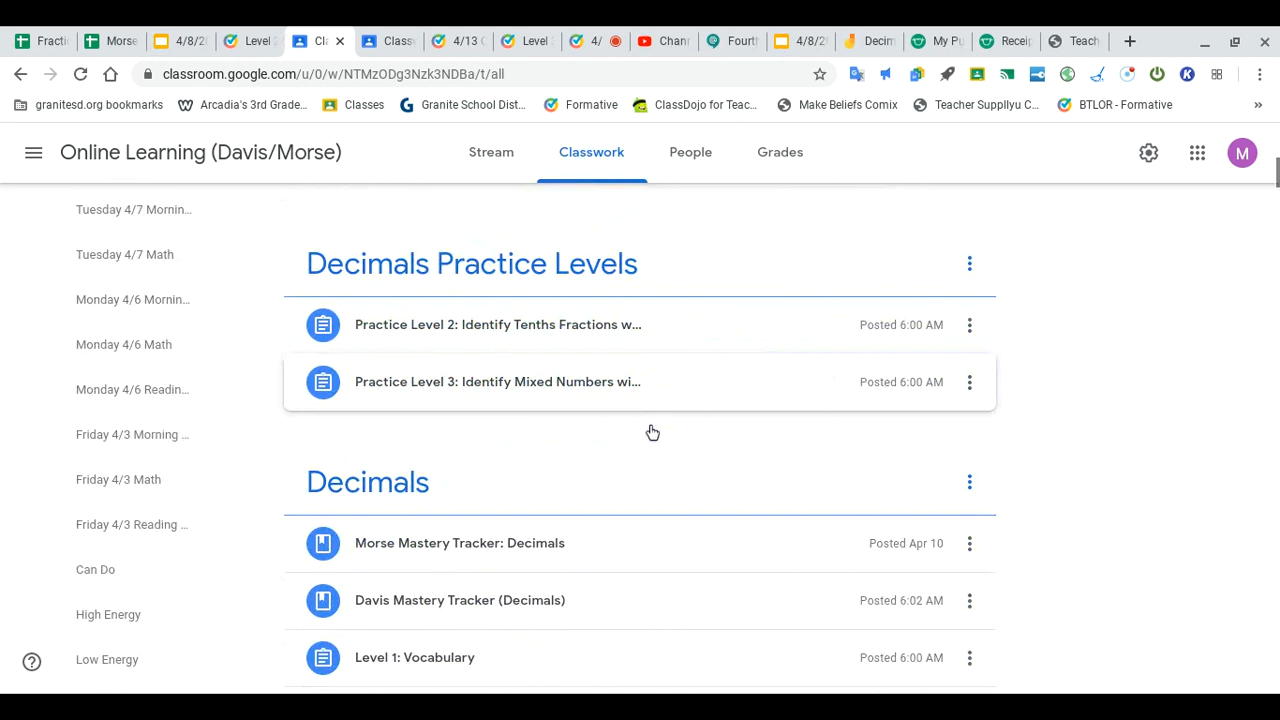 Fracti
Morse
4/8/2
Level
Cla
Class
4/13 C
Level
4/
Chan
Fourt
4/8/2
Decim
My Pu
Receip
Teach
classroom.google.com/u/0/w/NTMzODg3Nzk3NDBa/t/all
granitesd.org bookmarks
Arcadia's 3rd Grade...
Classes
Granite School Dist...
Formative
ClassDojo for Teac...
Make Beliefs Comix
Teacher Suppllyu C...
BTLOR - Formative
»
Online Learning (Davis/Morse)
Stream
Classwork
People
Grades
M
Tuesday 4/7 Mornin...
Tuesday 4/7 Math
Monday 4/6 Mornin...
Monday 4/6 Math
Monday 4/6 Readin...
Friday 4/3 Morning ...
Friday 4/3 Math
Friday 4/3 Reading ...
Can Do
High Energy
Low Energy
Decimals Practice Levels
Practice Level 2: Identify Tenths Fractions w...
Posted 6:00 AM
Practice Level 3: Identify Mixed Numbers wi...
Posted 6:00 AM
Decimals
Morse Mastery Tracker: Decimals
Posted Apr 10
Davis Mastery Tracker (Decimals)
Posted 6:02 AM
Level 1: Vocabulary
Posted 6:00 AM